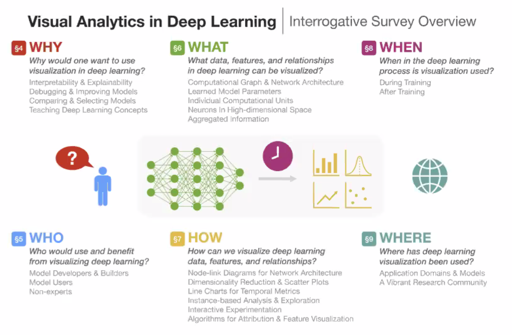 Visual Analytics in Deep Learning | Interrogative Survey Overview
§4 WHY
Why would one want to use
visualization in deep learning?
Interpretability & Explainability
Debugging & Improving Models
Comparing & Selecting Models
Teaching Deep Learning Concepts
§6 WHAT
What data, features, and relationships
in deep learning can be visualized?
Computational Graph & Network Architecture
Learned Model Parameters
Individual Computational Units
Neurons in High-dimensional Space
Aggregated Information
§8 WHEN
When in the deep learning
process is visualization used?
During Training
After Training
?
§5 WHO
Who would use and benefit
from visualizing deep learning?
Model Developers & Builders
Model Users
Non-experts
§7 HOW
How can we visualize deep learning
data, features, and relationships?
Node-link Diagrams for Network Architecture
Dimensionality Reduction & Scatter Plots
Line Charts for Temporal Metrics
Instance-based Analysis & Exploration
Interactive Experimentation
Algorithms for Attribution & Feature Visualization
§9 WHERE
Where has deep learning
visualization been used?
Application Domains & Models
A Vibrant Research Community